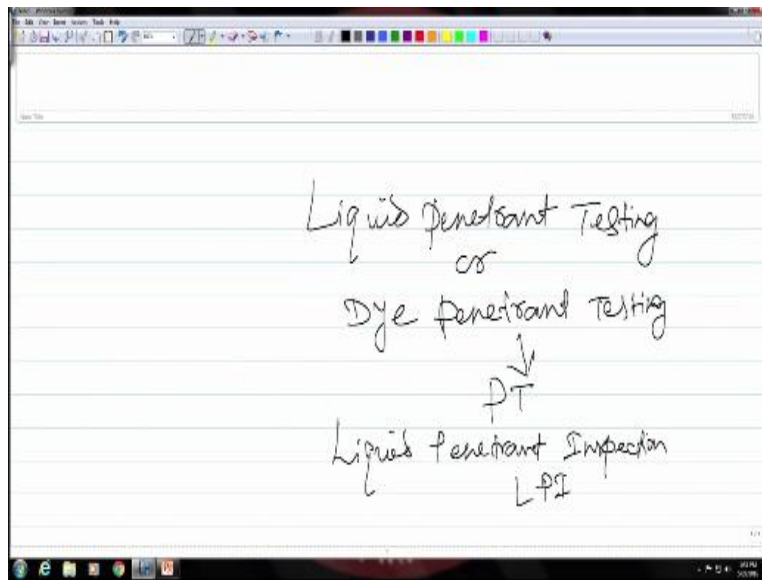 Liquid Penetrant Testing
or
Dye Penetrant Testing
PT
Liquid Penetrant Inspection
LPI